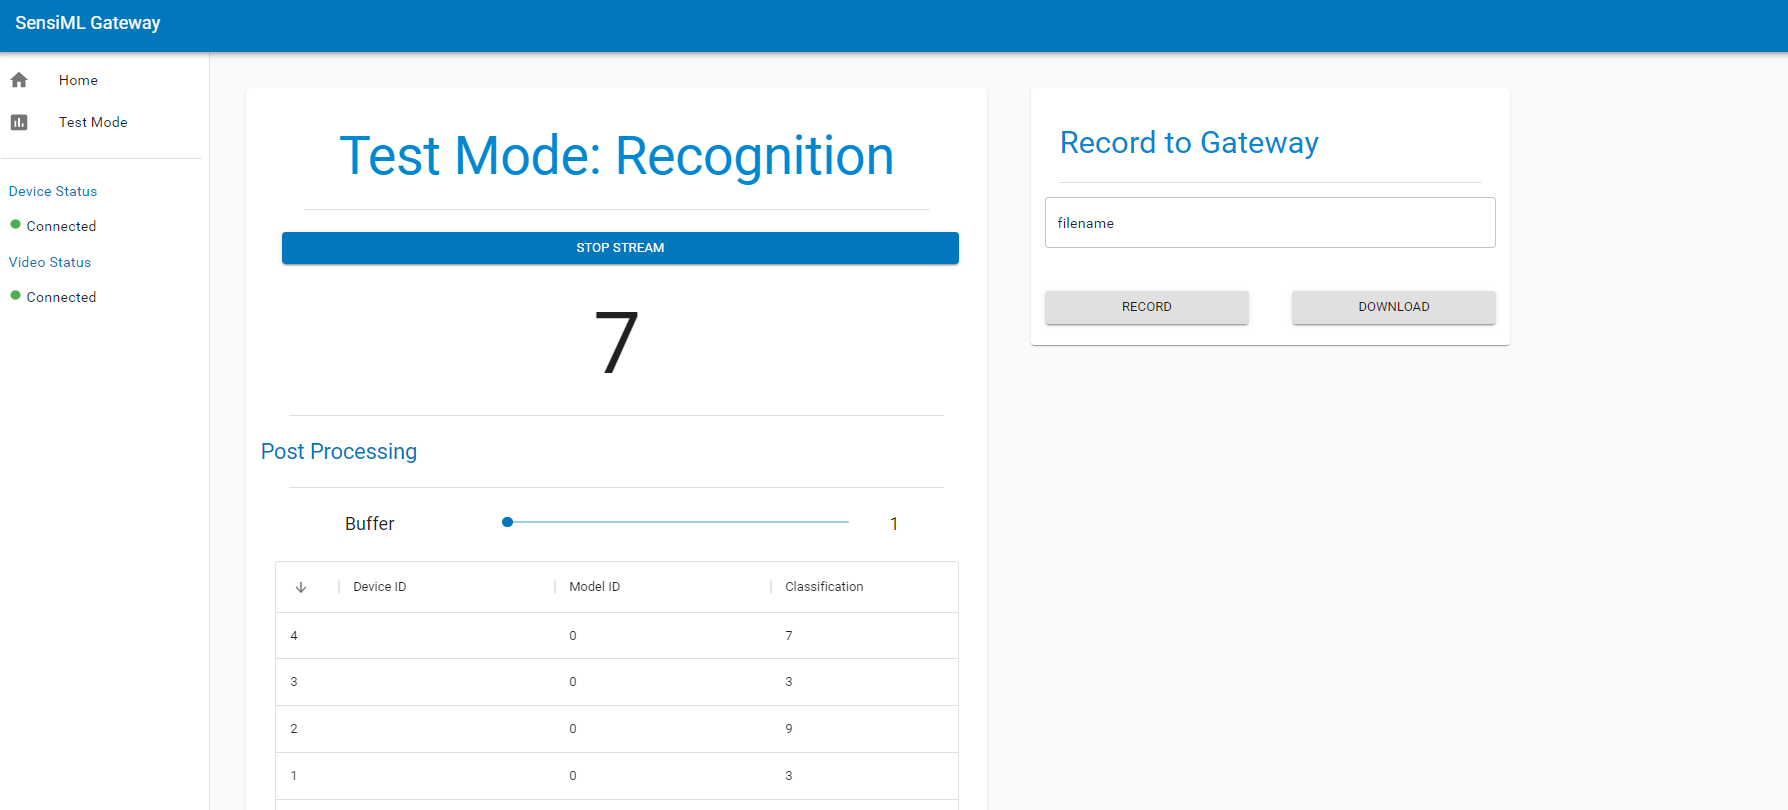 SensiML Gateway
Home
Test Mode
Device Status
Connected
Video Status
Connected
Test Mode: Recognition
STOP STREAM
7
Post Processing
Buffer 1
Device ID Model ID Classification
4 0 7
3 0 3
2 0 9
1 0 3
Record to Gateway
filename
RECORD DOWNLOAD